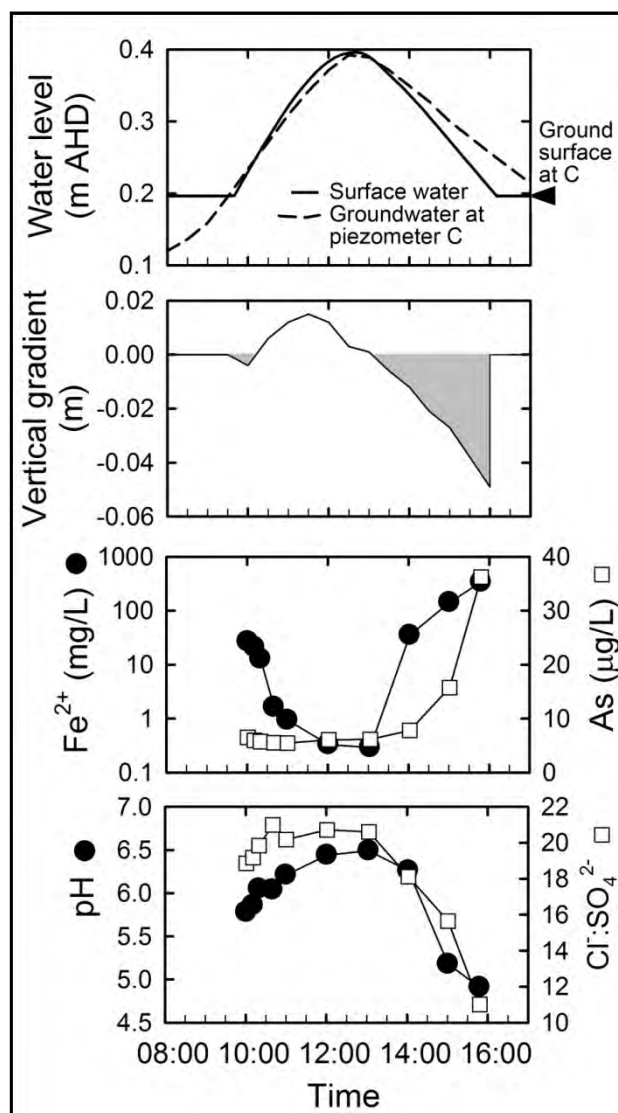 0.4
0.3
0.2
0.1
Water level
(m AHD)
Surface water
Groundwater at
piezometer C
Ground
surface
at C
0.02
0.00
-0.02
-0.04
-0.06
Vertical gradient
(m)
1000
100
10
1
0.1
Fe2+ (mg/L)
40
30
20
10
0
As (µg/L)
7.0
6.5
6.0
5.5
5.0
4.5
pH
22
20
18
16
14
12
10
Cl-:SO4 2-
08:00 10:00 12:00 14:00 16:00
Time